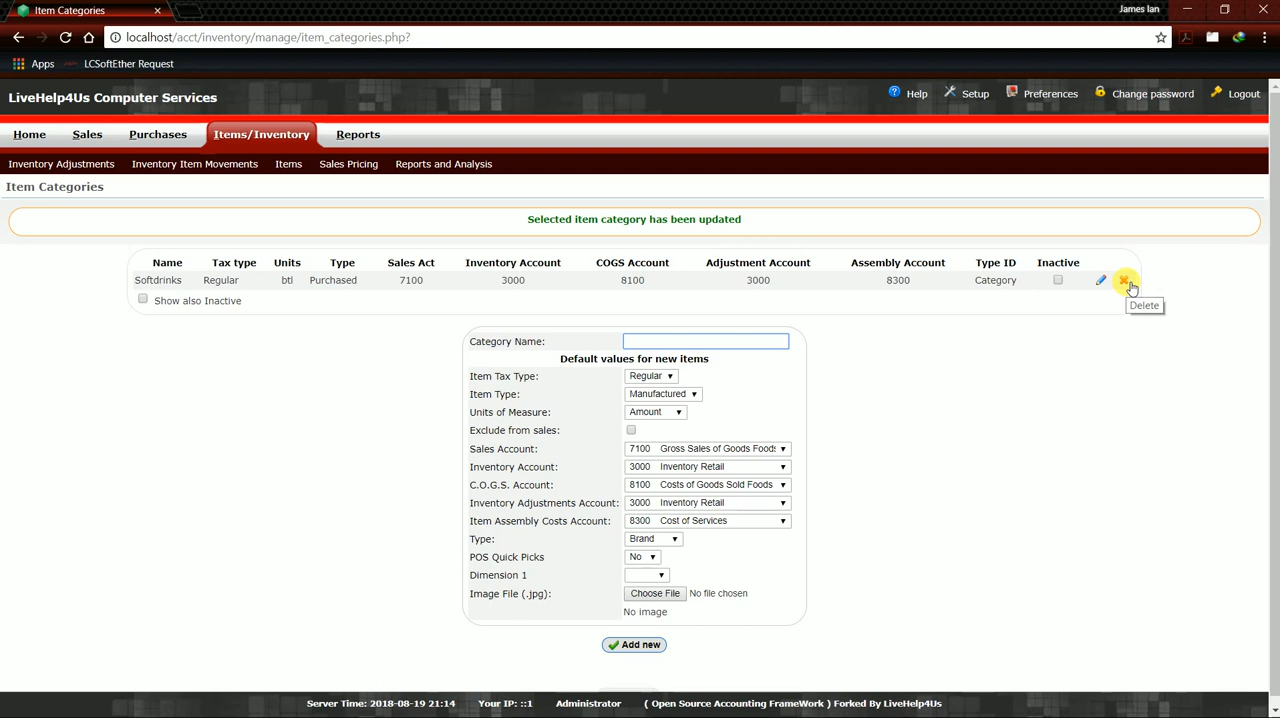 Item Categories
James Ian
localhost/acct/inventory/manage/item_categories.php?
Apps LCSoftEther Request
LiveHelp4Us Computer Services
Help Setup Preferences Change password Logout
Home Sales Purchases Items/Inventory Reports
Inventory Adjustments Inventory Item Movements Items Sales Pricing Reports and Analysis
Item Categories
Selected item category has been updated
Name Tax type Units Type Sales Act Inventory Account COGS Account Adjustment Account Assembly Account Type ID Inactive
Softdrinks Regular btl Purchased 7100 3000 8100 3000 8300 Category
Show also Inactive
Delete
Category Name:
Default values for new items
Item Tax Type: Regular
Item Type: Manufactured
Units of Measure: Amount
Exclude from sales:
Sales Account: 7100 Gross Sales of Goods Foods
Inventory Account: 3000 Inventory Retail
C.O.G.S. Account: 8100 Costs of Goods Sold Foods
Inventory Adjustments Account: 3000 Inventory Retail
Item Assembly Costs Account: 8300 Cost of Services
Type: Brand
POS Quick Picks No
Dimension 1
Image File (.jpg): Choose File No file chosen
No image
Add new
Server Time: 2018-08-19 21:14 Your IP: ::1 Administrator ( Open Source Accounting FrameWork ) Forked By LiveHelp4Us